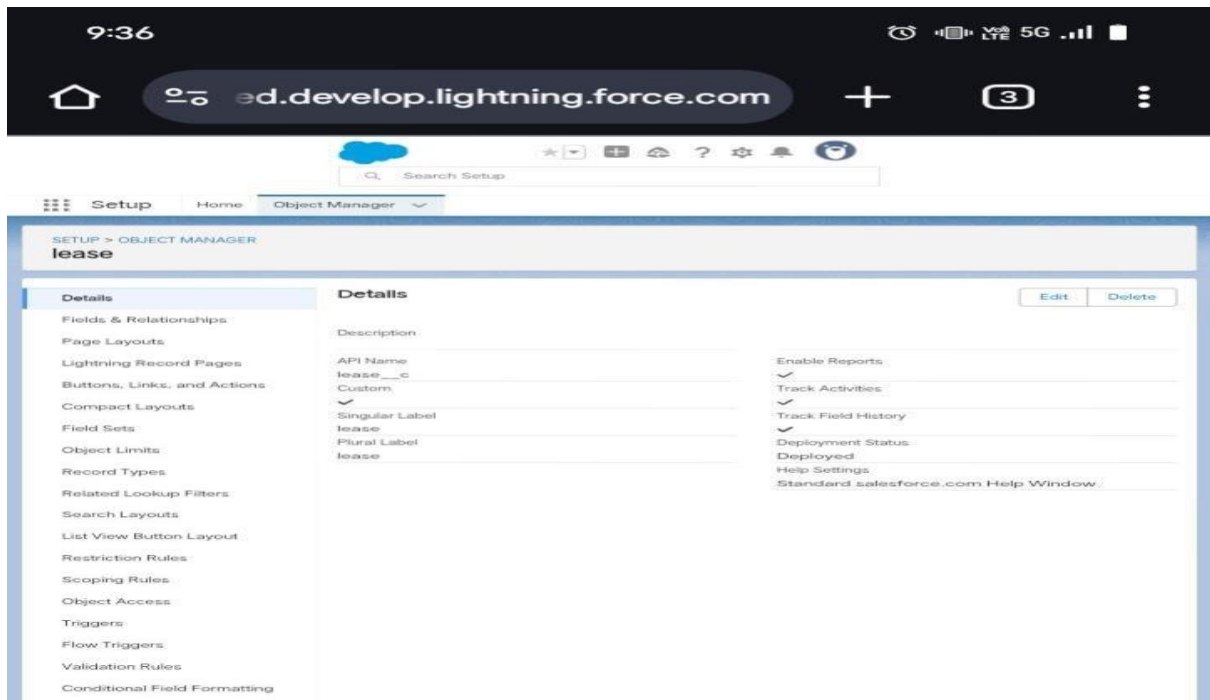 9:36
VoLTE 5G
ed.develop.lightning.force.com
3
Search Setup
Setup Home Object Manager
SETUP > OBJECT MANAGER
lease
Details
Fields & Relationships
Page Layouts
Lightning Record Pages
Buttons, Links, and Actions
Compact Layouts
Field Sets
Object Limits
Record Types
Related Lookup Filters
Search Layouts
List View Button Layout
Restriction Rules
Scoping Rules
Object Access
Triggers
Flow Triggers
Validation Rules
Conditional Field Formatting
Details
Edit Delete
Description
API Name
lease__c
Custom
Singular Label
lease
Plural Label
lease
Enable Reports
Track Activities
Track Field History
Deployment Status
Deployed
Help Settings
Standard salesforce.com Help Window